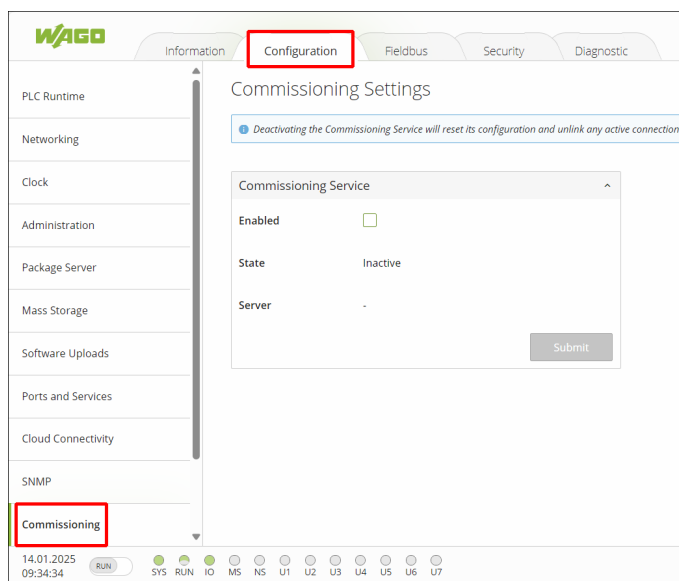 WAGO
Information Configuration Fieldbus Security Diagnostic
PLC Runtime
Networking
Clock
Administration
Package Server
Mass Storage
Software Uploads
Ports and Services
Cloud Connectivity
SNMP
Commissioning
Commissioning Settings
Deactivating the Commissioning Service will reset its configuration and unlink any active connection
Commissioning Service
Enabled
State Inactive
Server -
Submit
14.01.2025
09:34:34
RUN
SYS RUN IO MS NS U1 U2 U3 U4 U5 U6 U7